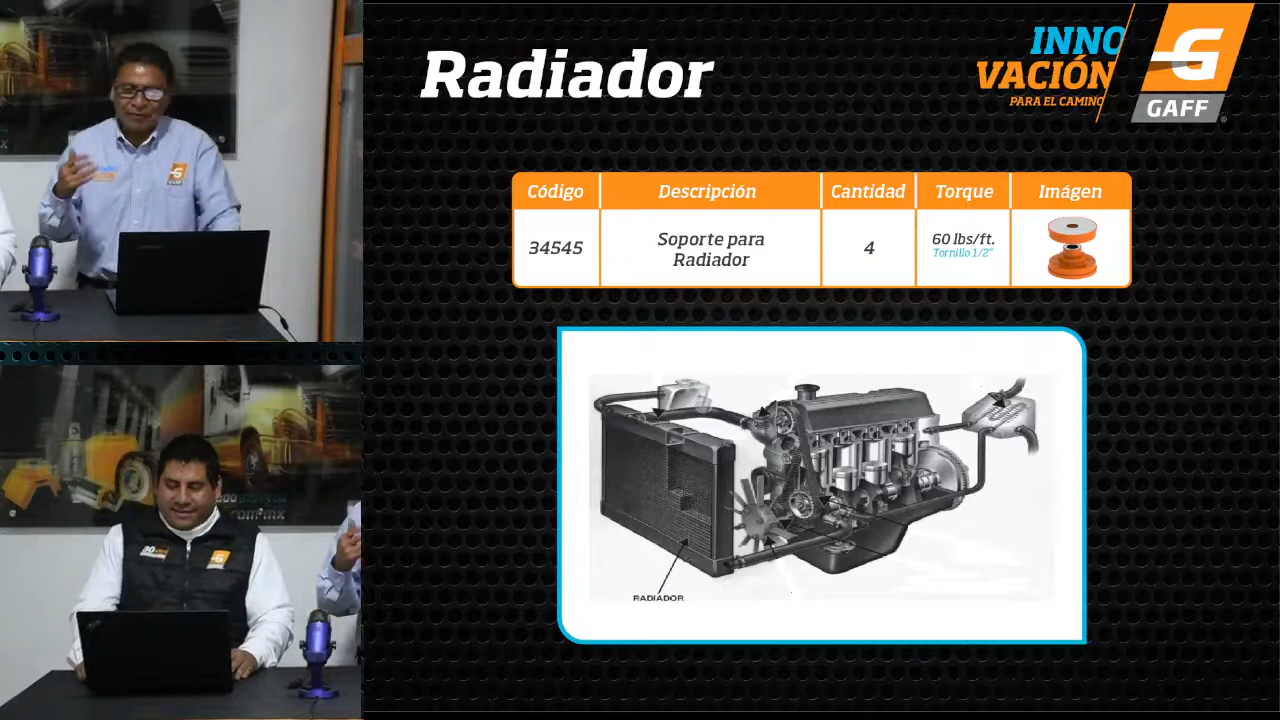 Radiador
INNO
VACIÓN
PARA EL CAMINO
G
GAFF
Código
Descripción
Cantidad
Torque
Imágen
34545
Soporte para
Radiador
4
60 lbs/ft.
Tornillo 1/2"
RADIADOR